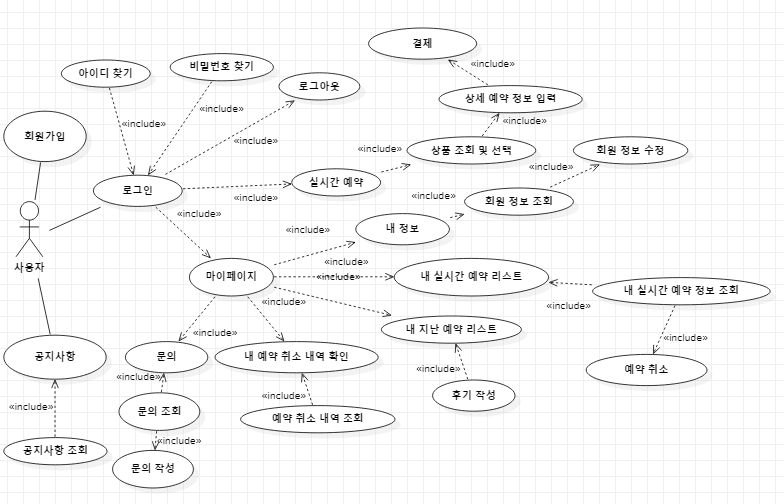 결제
«include»
비밀번호 찾기
아이디 찾기
로그아웃
상세 예약 정보 입력
«include»
«include»
«include»
회원가입
«include»
«include»
상품 조회 및 선택
회원 정보 수정
«include»
실시간 예약
로그인
«include»
«include»
회원 정보 조회
«include»
«include»
내 정보
사용자
«include»
마이페이지
«include»
내 실시간 예약 리스트
내 실시간 예약 정보 조회
«include»
«include»
내 지난 예약 리스트
«include»
«include»
공지사항
문의
내 예약 취소 내역 확인
«include»
예약 취소
«include»
«include»
후기 작성
«include»
문의 조회
예약 취소 내역 조회
«include»
공지사항 조회
문의 작성